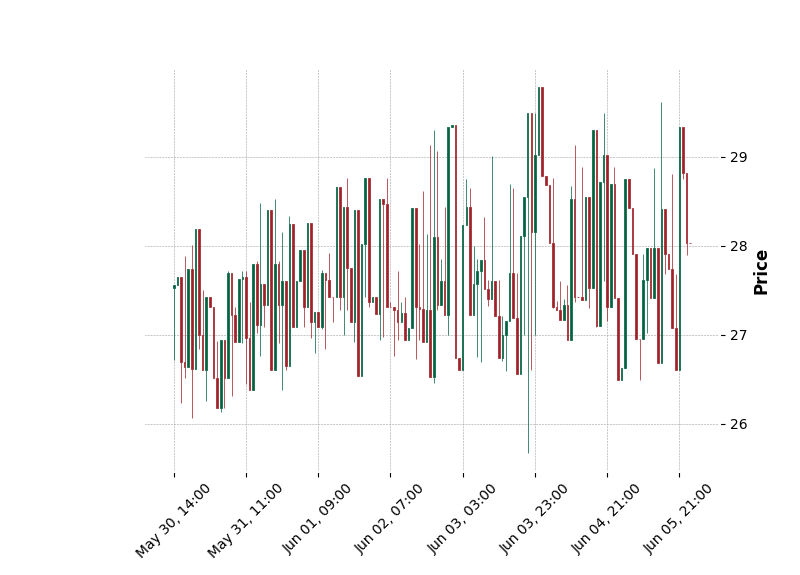 29
28
27
26
Price
May 30, 14:00
May 31, 11:00
Jun 01, 09:00
Jun 02, 07:00
Jun 03, 03:00
Jun 03, 23:00
Jun 04, 21:00
Jun 05, 21:00